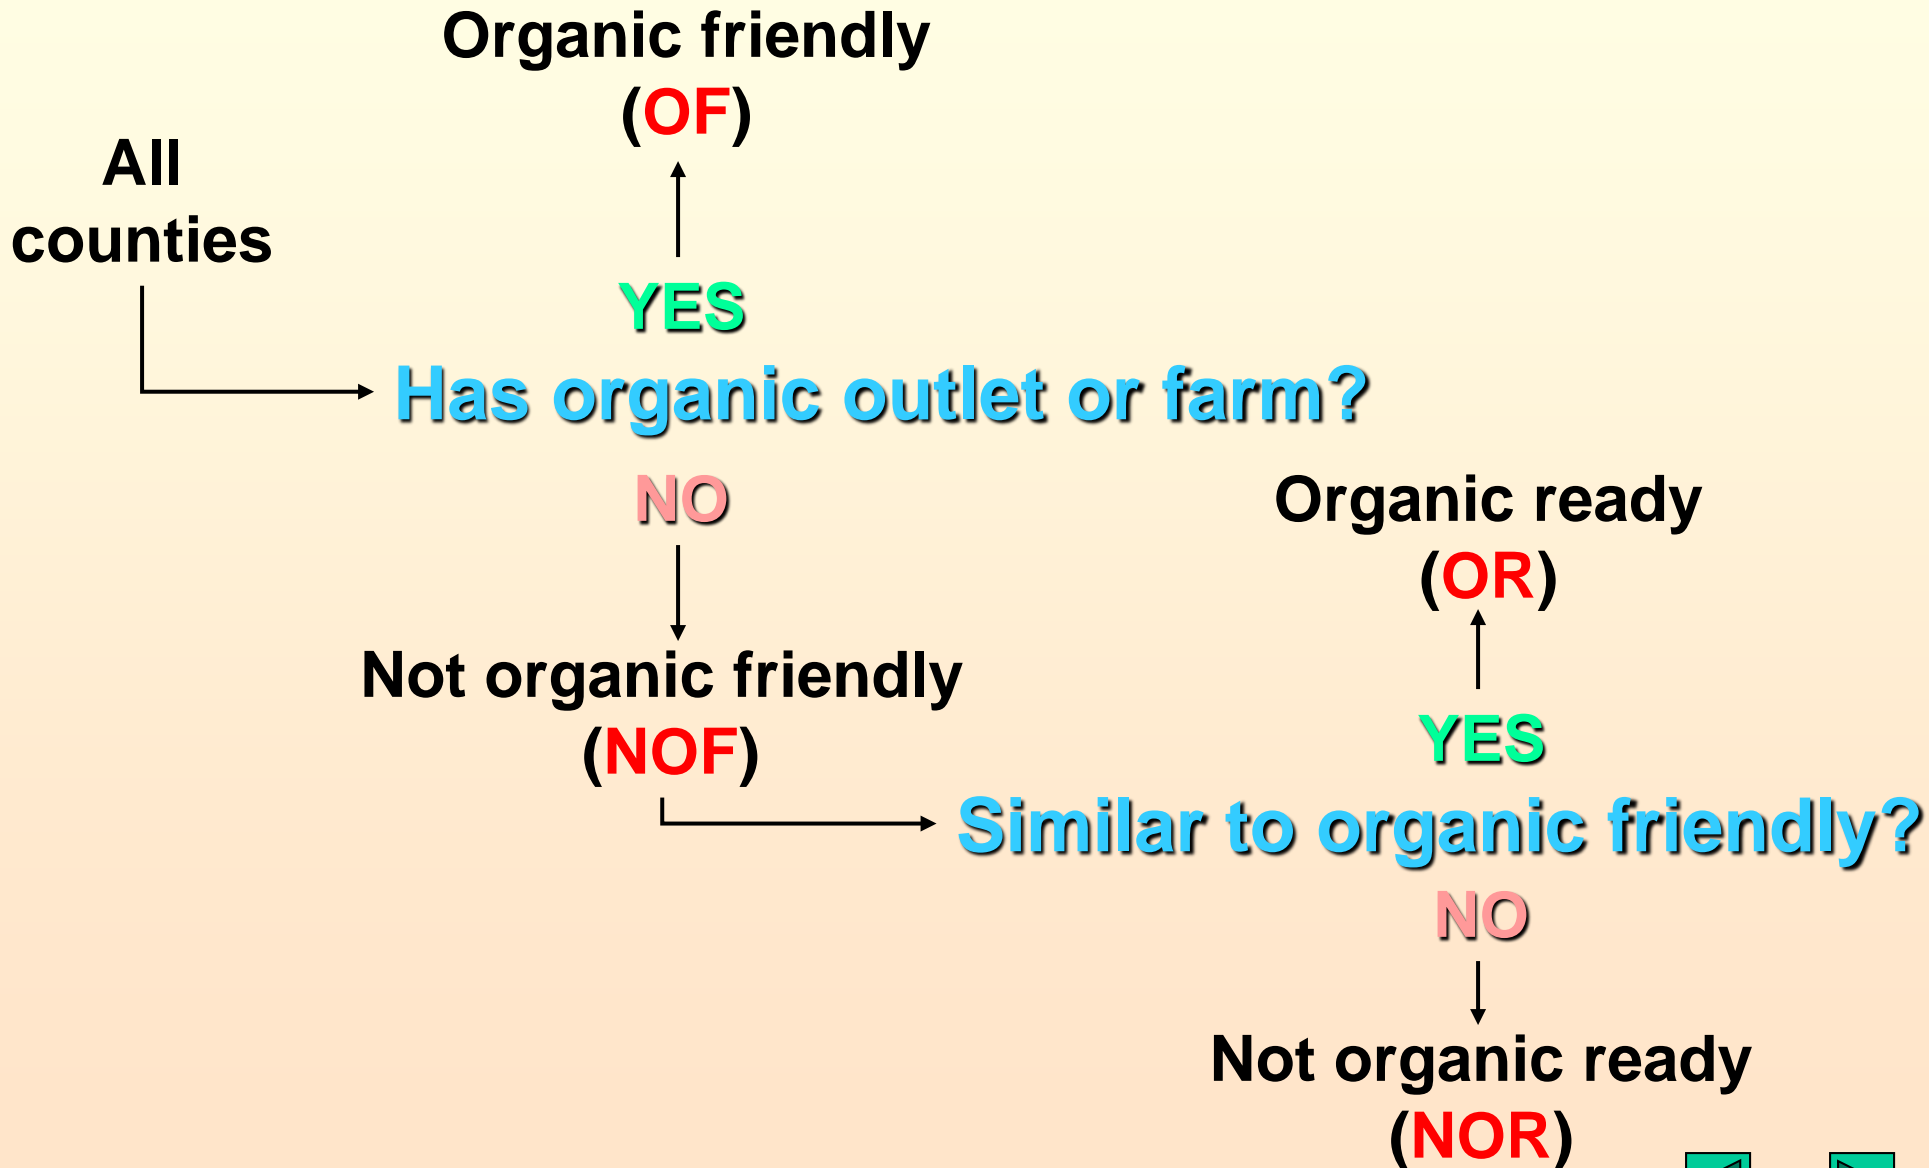 Organic friendly
(OF)
All
counties
YES
Has organic outlet or farm?
NO
Organic ready
(OR)
Not organic friendly
(NOF)
YES
Similar to organic friendly?
NO
Not organic ready
(NOR)